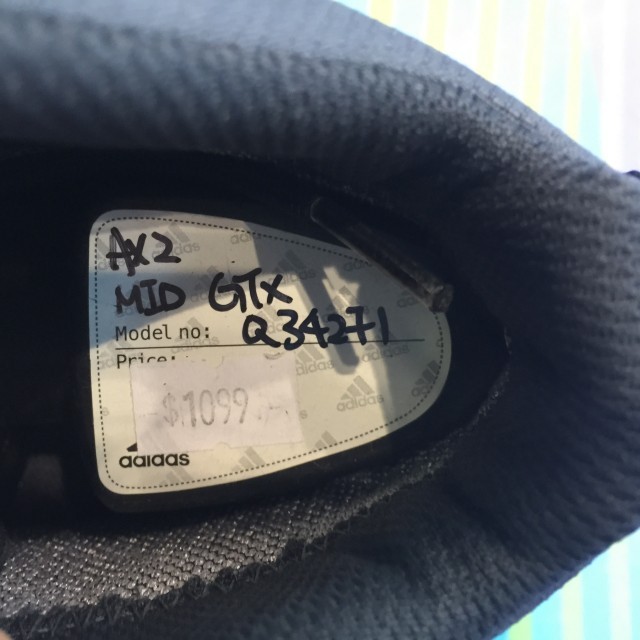 AX2
MID GTX
Model no: Q34271
Price:
$1099
adidas